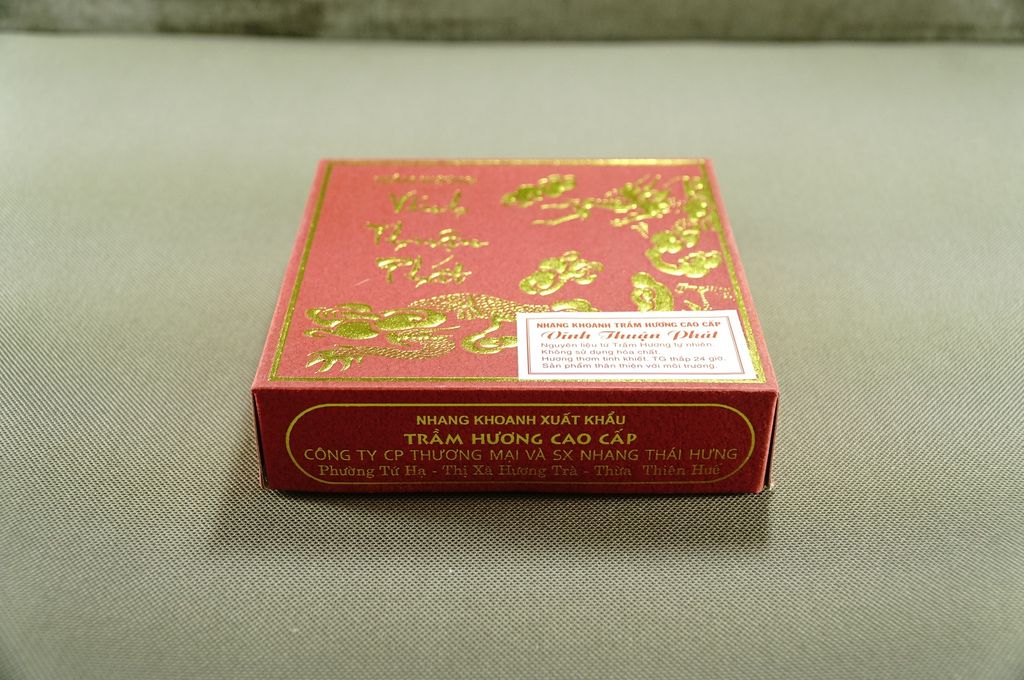 TRẦM HƯƠNG
Vĩnh
Thuận
Phát
NHANG KHOANH TRẦM HƯƠNG CAO CẤP
Vĩnh Thuận Phát
Nguyên liệu từ Trầm Hương tự nhiên.
Không sử dụng hóa chất.
Hương thơm tinh khiết. TG thắp 24 giờ.
Sản phẩm thân thiện với môi trường.
NHANG KHOANH XUẤT KHẨU
TRẦM HƯƠNG CAO CẤP
CÔNG TY CP THƯƠNG MẠI VÀ SX NHANG THÁI HƯNG
Phường Tứ Hạ - Thị Xã Hương Trà - Thừa Thiên Huế